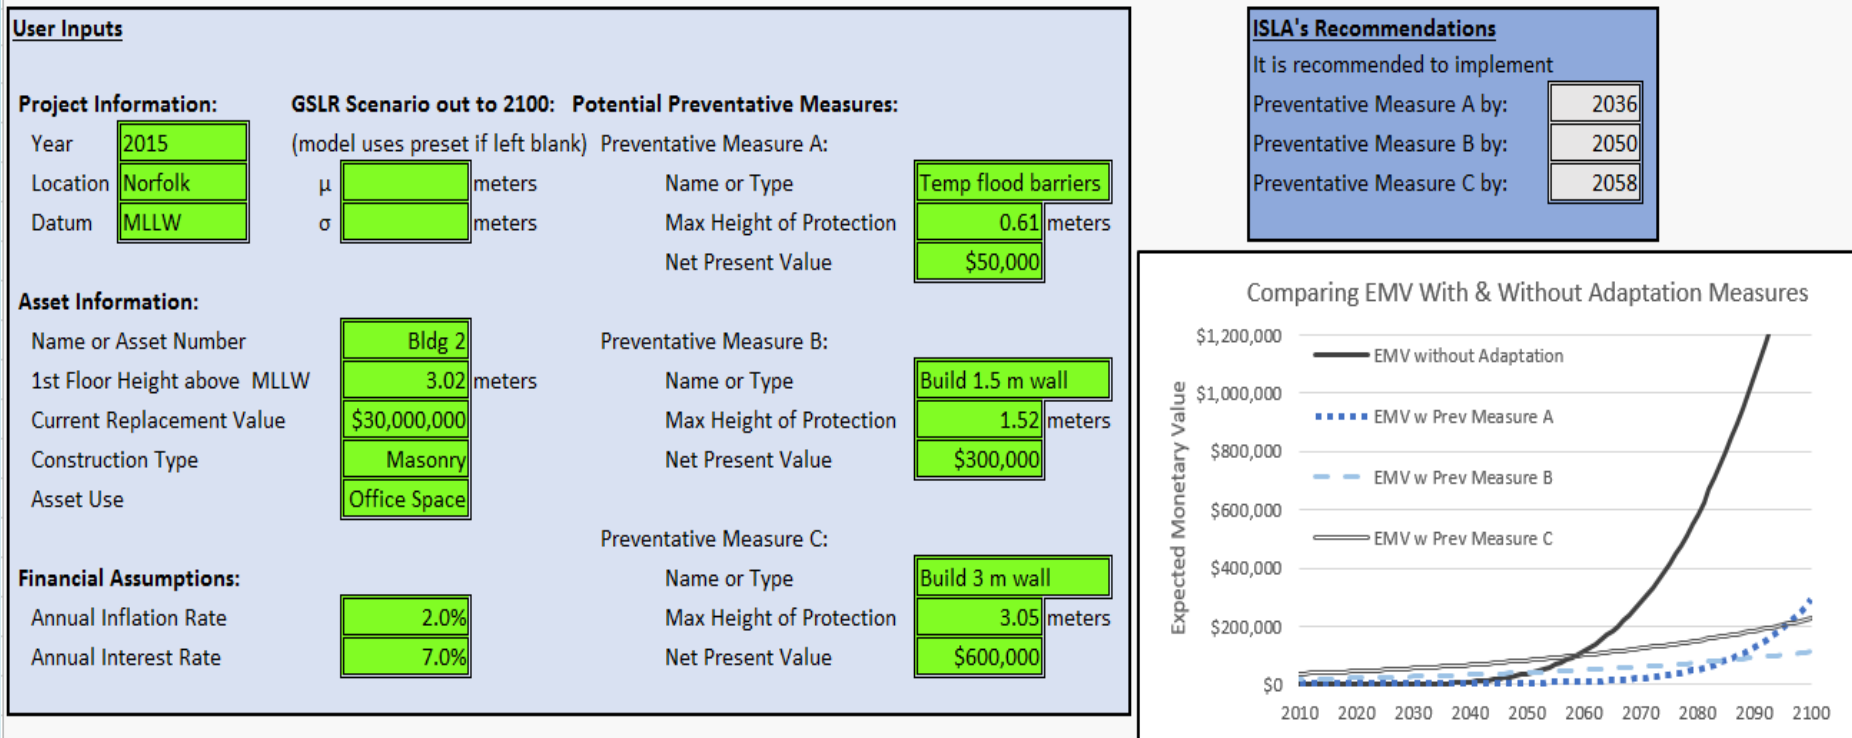 User Inputs
Project Information:
Year 2015
Location Norfolk
Datum MLLW
GSLR Scenario out to 2100:
(model uses preset if left blank)
μ meters
σ meters
Asset Information:
Name or Asset Number Bldg 2
1st Floor Height above MLLW 3.02 meters
Current Replacement Value $30,000,000
Construction Type Masonry
Asset Use Office Space
Financial Assumptions:
Annual Inflation Rate 2.0%
Annual Interest Rate 7.0%
Potential Preventative Measures:
Preventative Measure A:
Name or Type Temp flood barriers
Max Height of Protection 0.61 meters
Net Present Value $50,000
Preventative Measure B:
Name or Type Build 1.5 m wall
Max Height of Protection 1.52 meters
Net Present Value $300,000
Preventative Measure C:
Name or Type Build 3 m wall
Max Height of Protection 3.05 meters
Net Present Value $600,000
ISLA's Recommendations
It is recommended to implement
Preventative Measure A by: 2036
Preventative Measure B by: 2050
Preventative Measure C by: 2058
Comparing EMV With & Without Adaptation Measures
Expected Monetary Value
$1,200,000
$1,000,000
$800,000
$600,000
$400,000
$200,000
$0
EMV without Adaptation
EMV w Prev Measure A
EMV w Prev Measure B
EMV w Prev Measure C
2010 2020 2030 2040 2050 2060 2070 2080 2090 2100